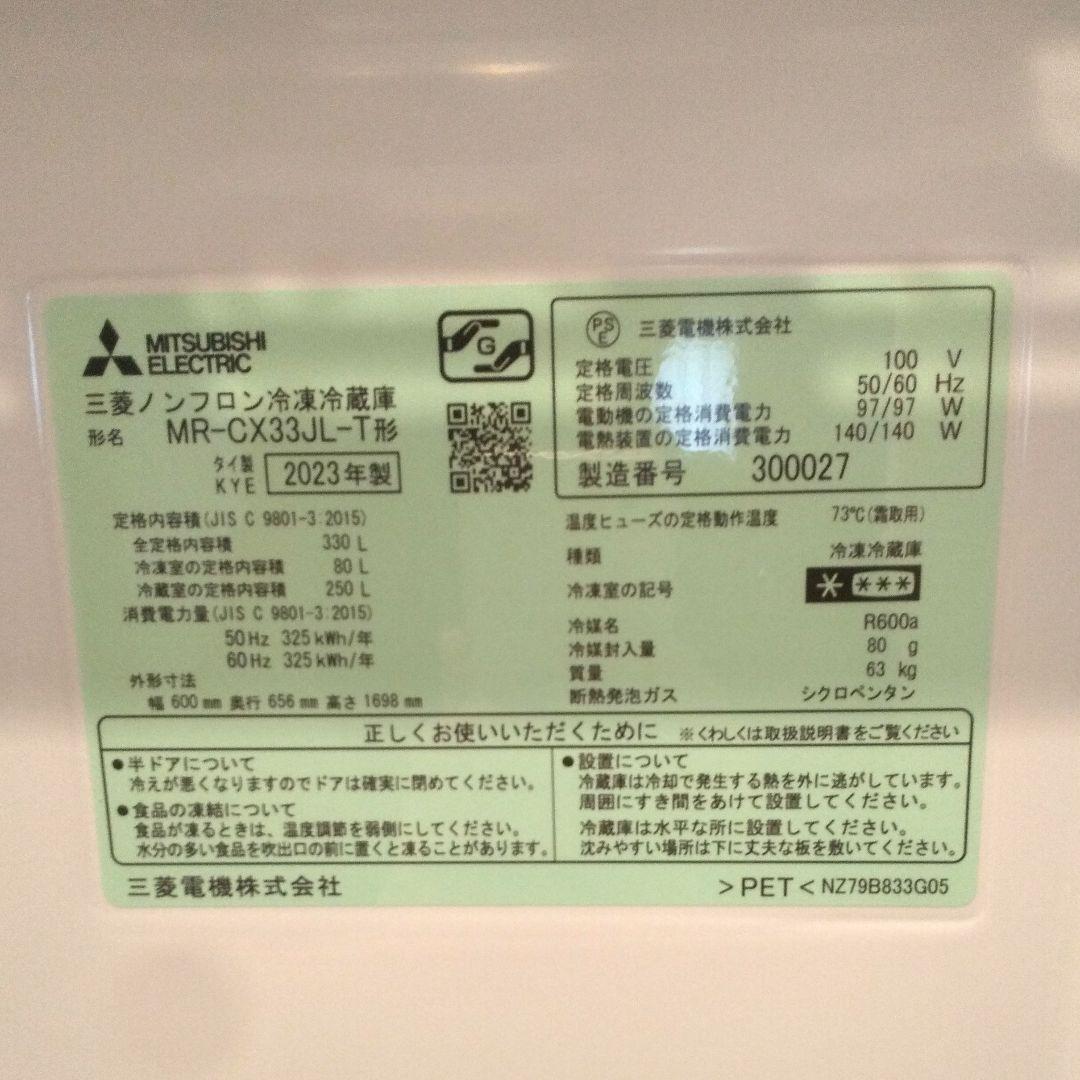 MITSUBISHI
ELECTRIC
G
三菱ノンフロン冷凍冷蔵庫
形名 MR-CX33JL-T形
タイ製
KYE
2023年製
PSE 三菱電機株式会社
定格電圧 100 V
定格周波数 50/60 Hz
電動機の定格消費電力 97/97 W
電熱装置の定格消費電力 140/140 W
製造番号 300027
定格内容積(JIS C 9801-3:2015)
全定格内容積 330 L
冷凍室の定格内容積 80 L
冷蔵室の定格内容積 250 L
消費電力量(JIS C 9801-3:2015)
50Hz 325kWh/年
60Hz 325kWh/年
外形寸法
幅 600 mm 奥行 656 mm 高さ 1698 mm
温度ヒューズの定格動作温度 73℃(霜取用)
種類 冷凍冷蔵庫
冷凍室の記号 * ***
冷媒名 R600a
冷媒封入量 80 g
質量 63 kg
断熱発泡ガス シクロペンタン
正しくお使いいただくために ※くわしくは取扱説明書をご覧ください
●半ドアについて
冷えが悪くなりますのでドアは確実に閉めてください。
●食品の凍結について
食品が凍るときは、温度調節を弱側にしてください。
水分の多い食品を吹出口の前に置くと凍ることがあります。
●設置について
冷蔵庫は冷却で発生する熱を外に逃がしています。
周囲にすき間をあけて設置してください。
冷蔵庫は水平な所に設置してください。
沈みやすい場所は下に丈夫な板を敷いてください。
三菱電機株式会社
>PET< NZ79B833G05